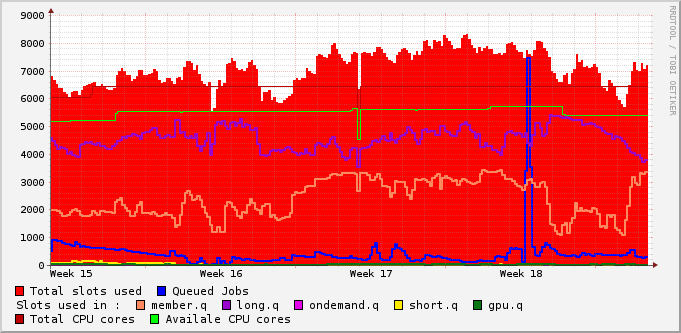 9000
8000
7000
6000
5000
4000
3000
2000
1000
0
Week 15 Week 16 Week 17 Week 18
RRDTOOL / TOBI OETIKER
Total slots used Queued Jobs
Slots used in : member.q long.q ondemand.q short.q gpu.q
Total CPU cores Availale CPU cores